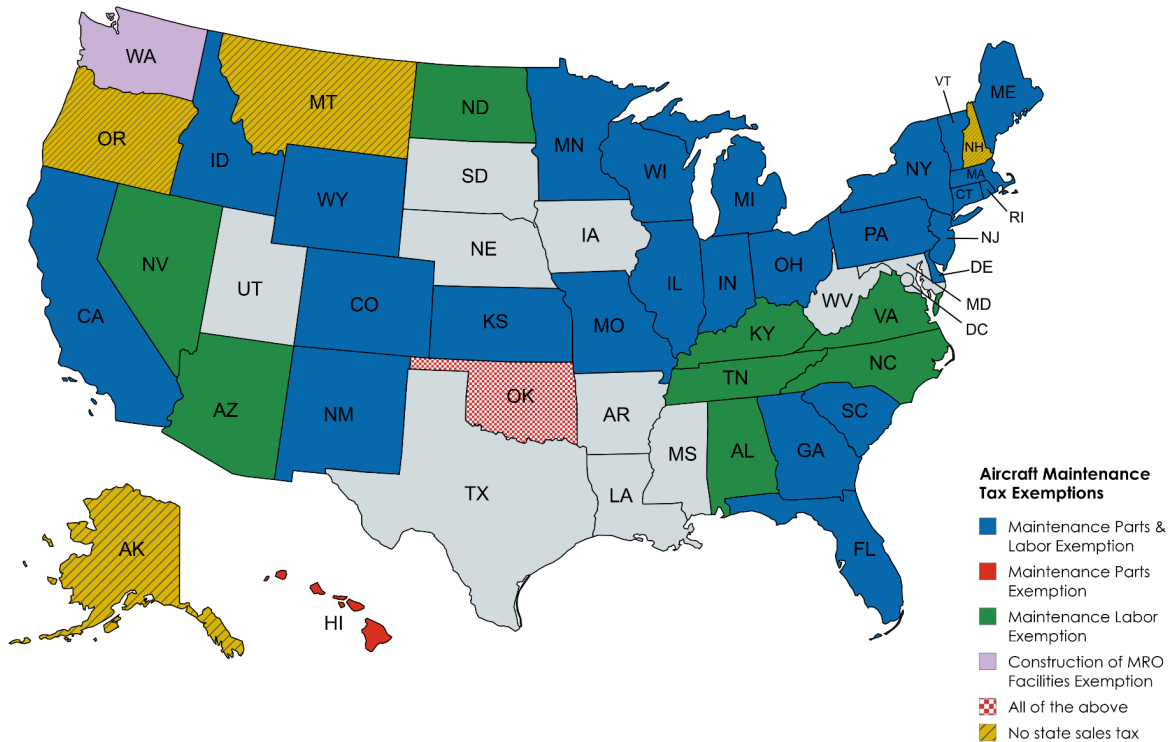 WA
MT
ND
MN
VT
ME
OR
ID
SD
WI
NY
NH
MA
WY
MI
CT
RI
NE
IA
PA
NJ
NV
UT
CO
IL
IN
OH
DE
CA
KS
MO
WV
MD
VA
DC
KY
AZ
NM
OK
TN
NC
AR
SC
MS
AL
GA
TX
LA
FL
AK
HI
Aircraft Maintenance
Tax Exemptions
Maintenance Parts &
Labor Exemption
Maintenance Parts
Exemption
Maintenance Labor
Exemption
Construction of MRO
Facilities Exemption
All of the above
No state sales tax